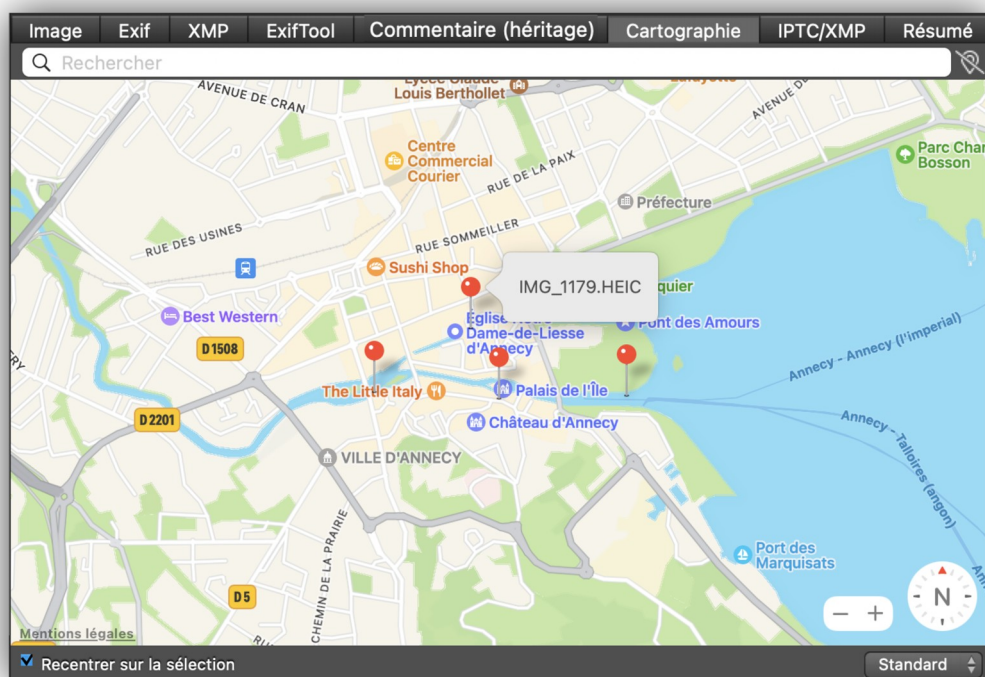 Image Exif XMP ExifTool Commentaire (héritage) Cartographie IPTC/XMP Résumé
Rechercher
Louis Berthollet
AVENUE DE CRAN
AVENUE DU
Centre
Commercial
Courier
RUE DE LA PAIX
Parc Char
Bosson
Préfecture
RUE DES USINES
RUE SOMMEILLER
Sushi Shop
IMG_1179.HEIC
quier
Best Western
Dame-de-Liesse
d'Annecy
Pont des Amours
Annecy - Annecy (l'imperial)
D 1508
The Little Italy
Palais de l'Île
D 2201
Château d'Annecy
Annecy - Talloires (angon)
VILLE D'ANNECY
CHEMIN DE LA PRAIRIE
Port des
Marquisats
D 5
N
Mentions légales
Recentrer sur la sélection
Standard